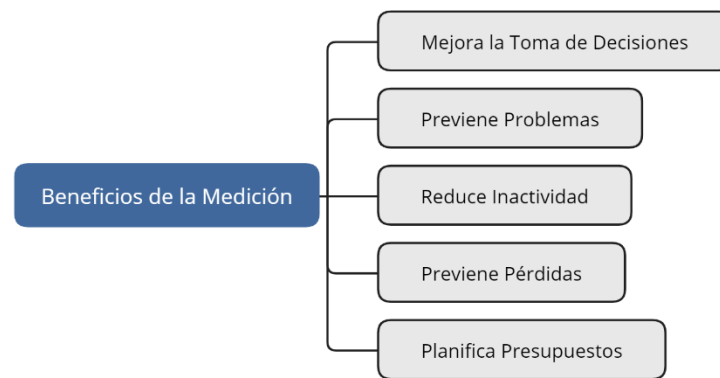 Beneficios de la Medición
Mejora la Toma de Decisiones
Previene Problemas
Reduce Inactividad
Previene Pérdidas
Planifica Presupuestos